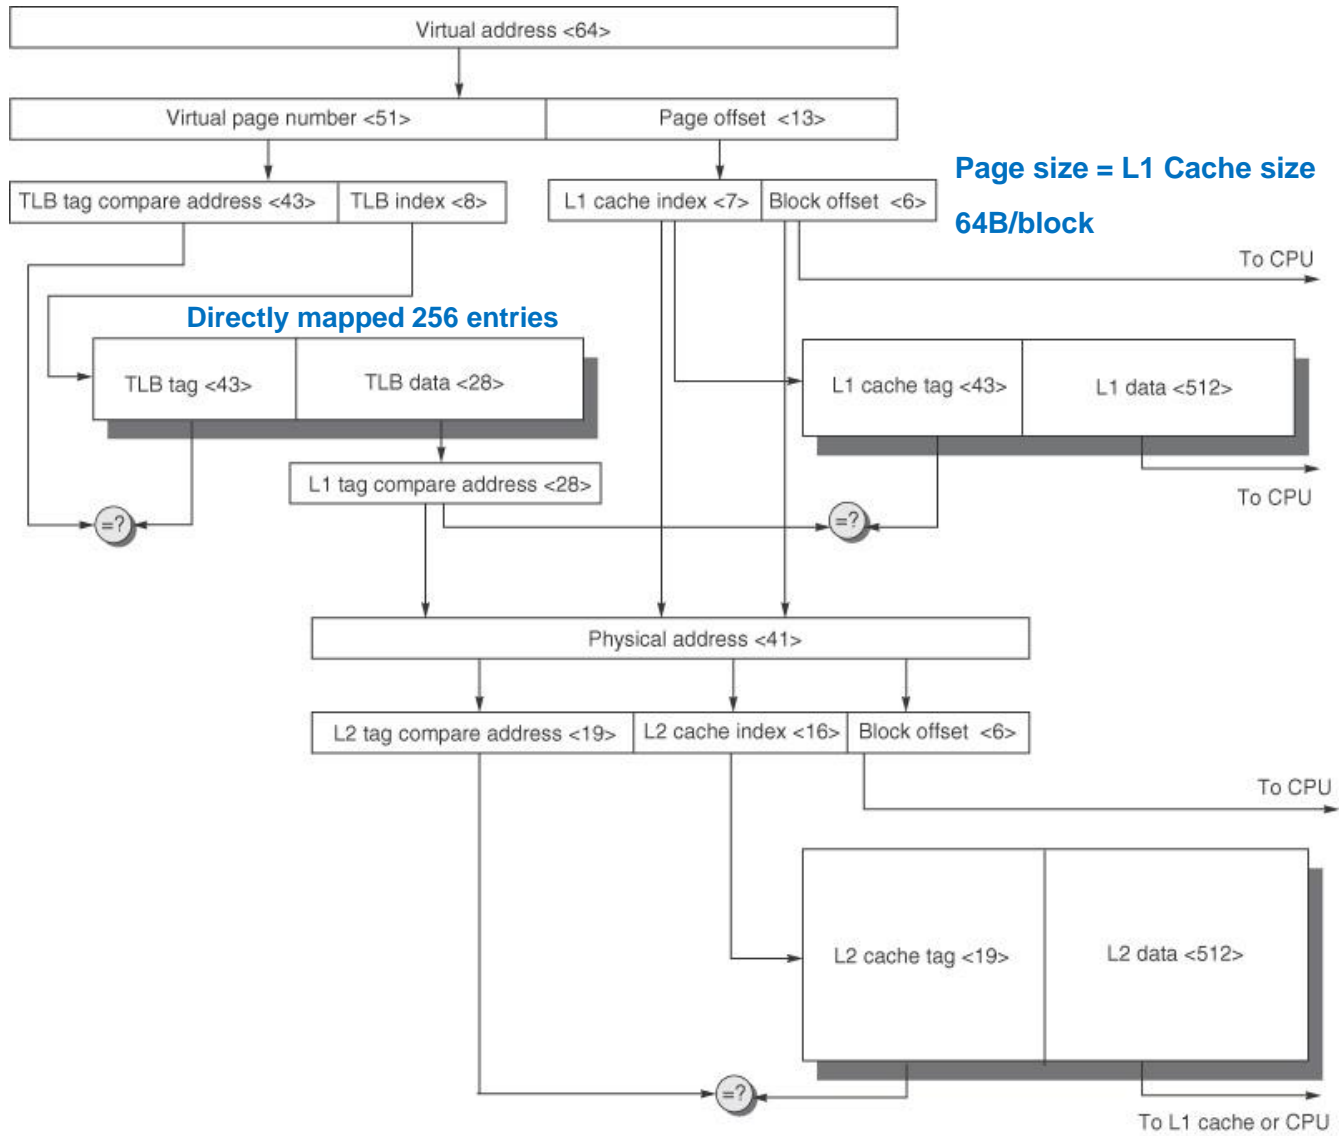 Virtual address <64>
Virtual page number <51>
Page offset <13>
Page size = L1 Cache size
64B/block
TLB tag compare address <43>
TLB index <8>
L1 cache index <7>
Block offset <6>
To CPU
Directly mapped 256 entries
TLB tag <43>
TLB data <28>
L1 cache tag <43>
L1 data <512>
L1 tag compare address <28>
To CPU
=?
=?
Physical address <41>
L2 tag compare address <19>
L2 cache index <16>
Block offset <6>
To CPU
L2 cache tag <19>
L2 data <512>
=?
To L1 cache or CPU